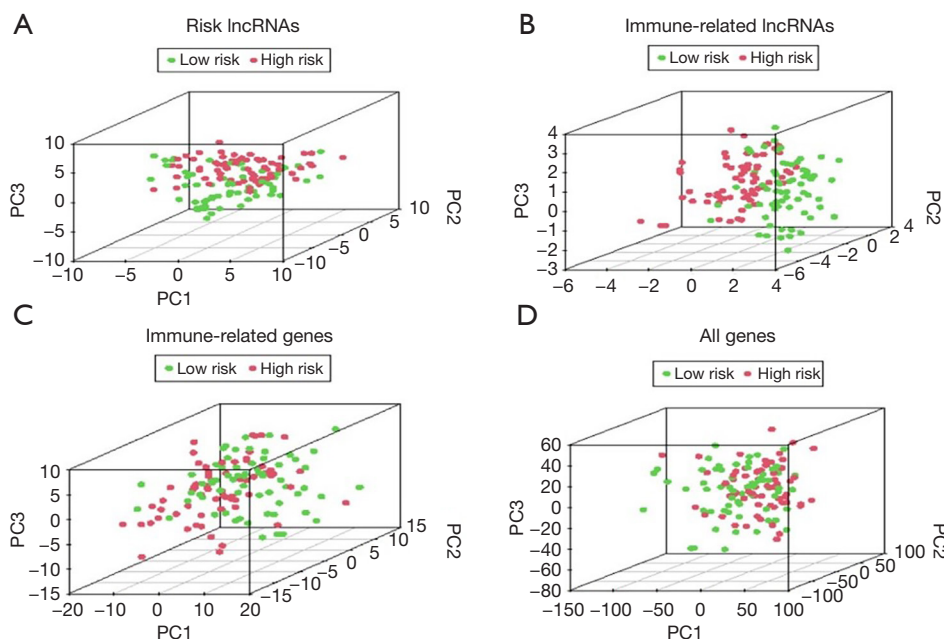 A
Risk lncRNAs
Low risk High risk
10
5
0
−5
−10
PC3
−10 0 5 10
PC1
−10
−5
0
5
10
PC2
B
Immune-related lncRNAs
Low risk High risk
4
3
2
1
0
−1
−2
−3
PC3
−6 −4 0 2 4
−6
−4
−2
0
2
4
PC2
C
Immune-related genes
Low risk High risk
10
5
0
−5
−10
−15
PC3
−20 −10 0 10 20
PC1
−15
−10
−5
0
5
10
15
PC2
D
All genes
Low risk High risk
60
40
20
0
−20
−40
−60
−80
PC3
−150 −100 −50 0 50 100
PC1
−100
−50
0
50
100
PC2